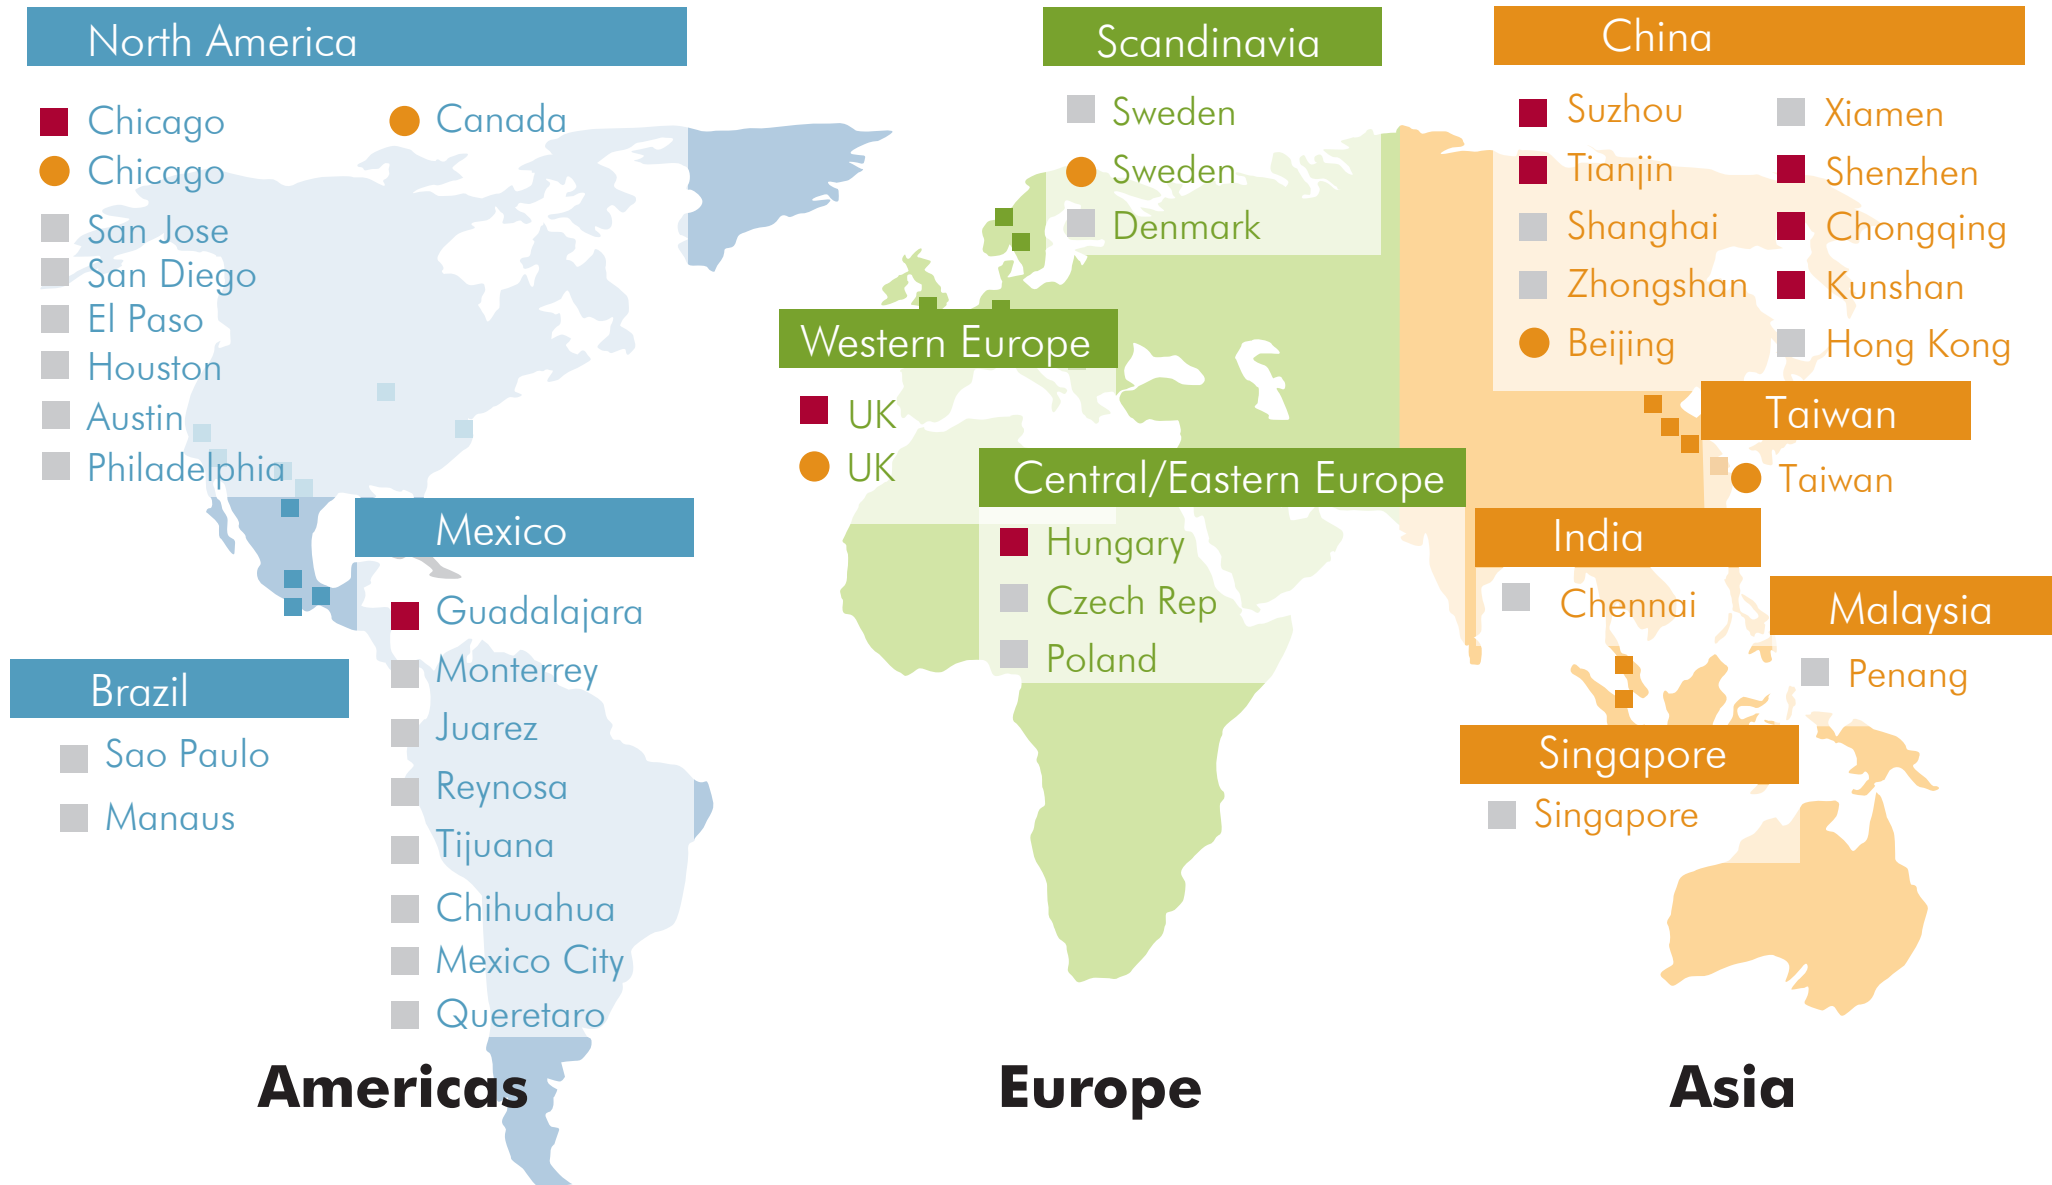 North America
Chicago
Chicago
San Jose
San Diego
El Paso
Houston
Austin
Philadelphia
Canada
Mexico
Guadalajara
Monterrey
Juarez
Reynosa
Tijuana
Chihuahua
Mexico City
Queretaro
Brazil
Sao Paulo
Manaus
Americas
Scandinavia
Sweden
Sweden
Denmark
Western Europe
UK
UK
Central/Eastern Europe
Hungary
Czech Rep
Poland
Europe
China
Suzhou
Tianjin
Shanghai
Zhongshan
Beijing
Xiamen
Shenzhen
Chongqing
Kunshan
Hong Kong
Taiwan
Taiwan
India
Chennai
Malaysia
Penang
Singapore
Singapore
Asia